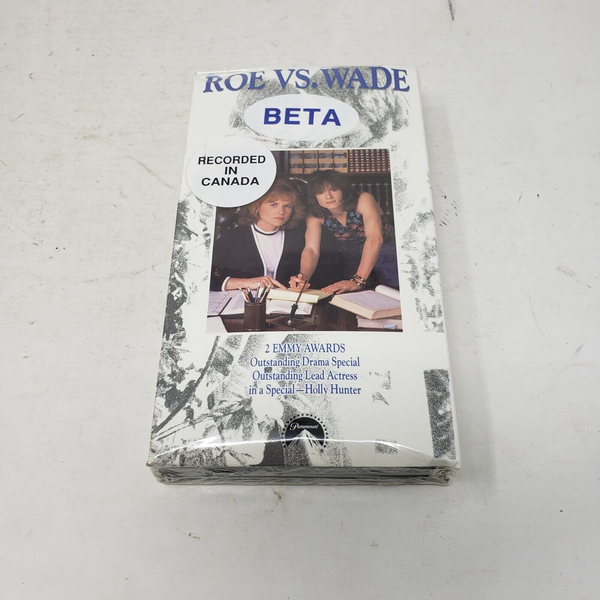 ROE VS. WADE
BETA
RECORDED
IN
CANADA
2 EMMY AWARDS
Outstanding Drama Special
Outstanding Lead Actress
in a Special – Holly Hunter
Paramount